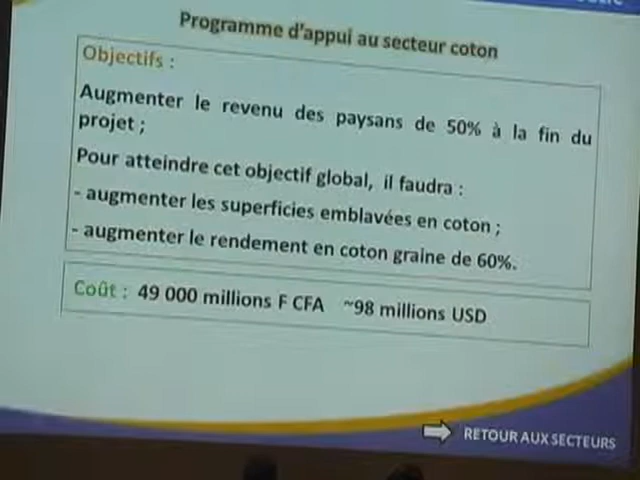 Programme d'appui au secteur coton
Objectifs :
Augmenter le revenu des paysans de 50% à la fin du
projet ;
Pour atteindre cet objectif global, il faudra :
- augmenter les superficies emblavées en coton ;
- augmenter le rendement en coton graine de 60%.
Coût : 49 000 millions F CFA ~98 millions USD
RETOUR AUX SECTEURS